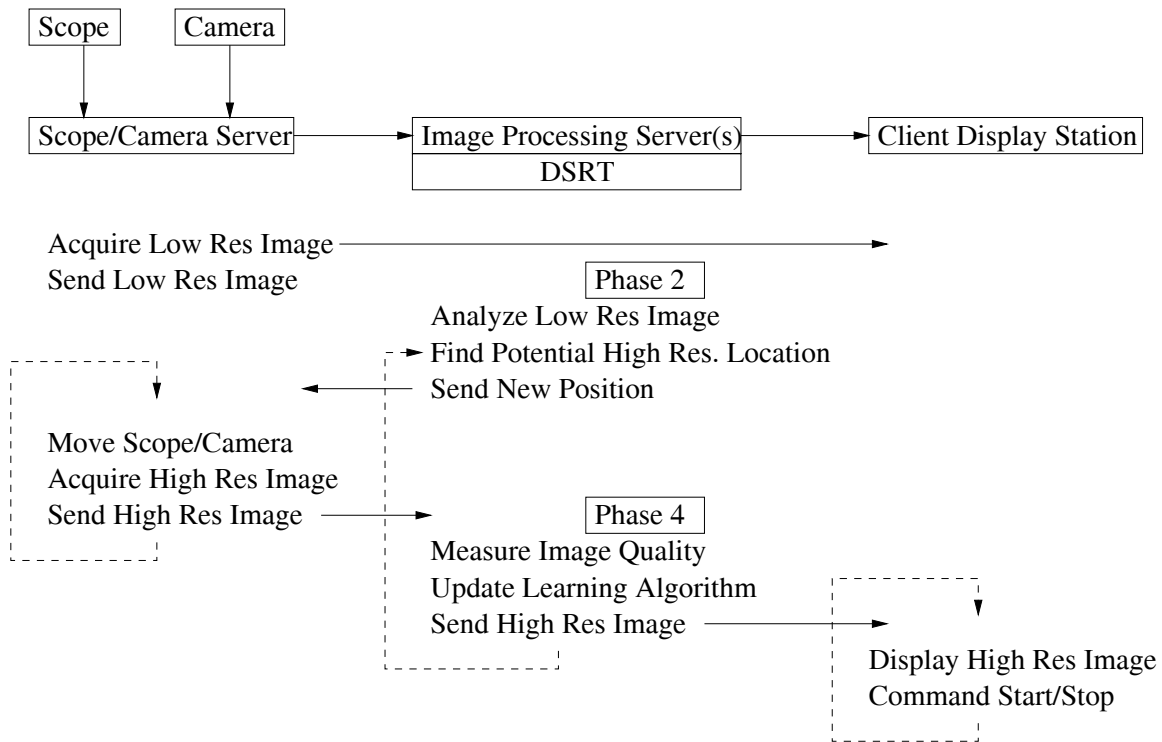 Scope
Camera
Scope/Camera Server
Image Processing Server(s)
DSRT
Client Display Station
Acquire Low Res Image
Send Low Res Image
Phase 2
Analyze Low Res Image
Find Potential High Res. Location
Send New Position
Move Scope/Camera
Acquire High Res Image
Send High Res Image
Phase 4
Measure Image Quality
Update Learning Algorithm
Send High Res Image
Display High Res Image
Command Start/Stop